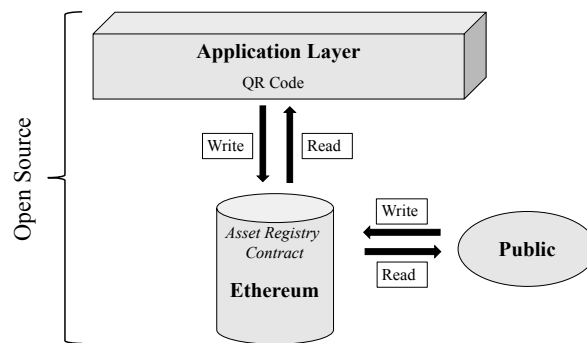 Application Layer
QR Code
Write
Read
Open Source
Asset Registry
Contract
Ethereum
Write
Read
Public